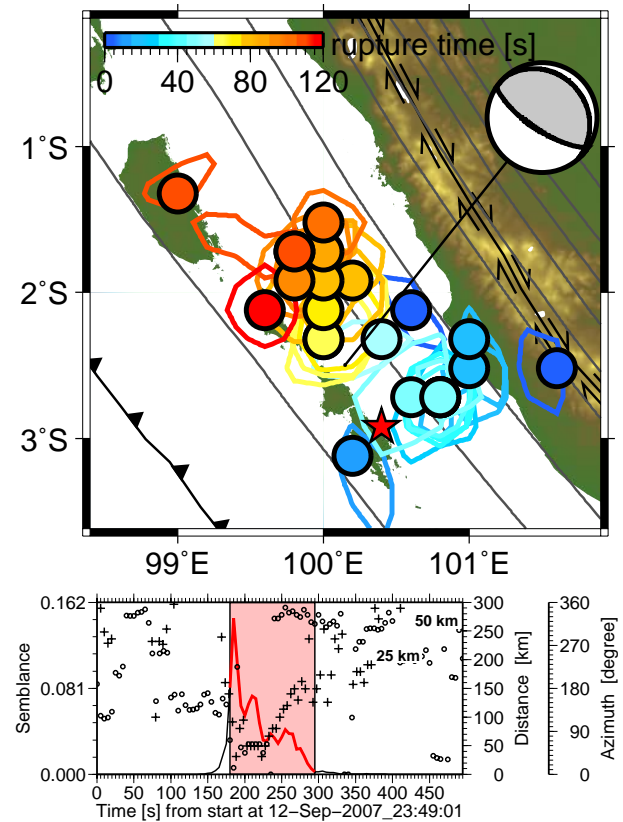 rupture time [s]
0 40 80 120
1°S
2°S
3°S
99°E 100°E 101°E
0.162 300 360
50 km
0.081 25 km 200 270
150 180
100 90
0.000 50 0
0
Semblance
Distance [km]
Azimuth [degree]
250
0 50 100 150 200 250 300 350 400 450
Time [s] from start at 12−Sep−2007_23:49:01